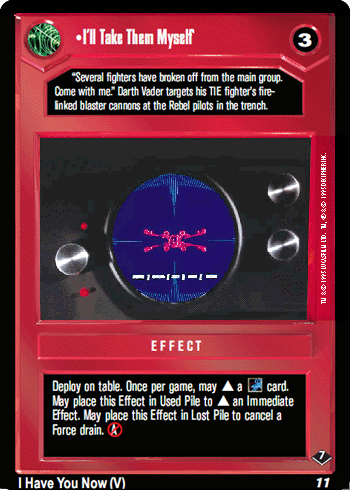 •I'll Take Them Myself
3
"Several fighters have broken off from the main group.
Come with me." Darth Vader targets his TIE fighter's fire-
linked blaster cannons at the Rebel pilots in the trench.
EFFECT
Deploy on table. Once per game, may ▲ a card.
May place this Effect in Used Pile to ▲ an Immediate
Effect. May place this Effect in Lost Pile to cancel a
Force drain.
7
I Have You Now (V)
11